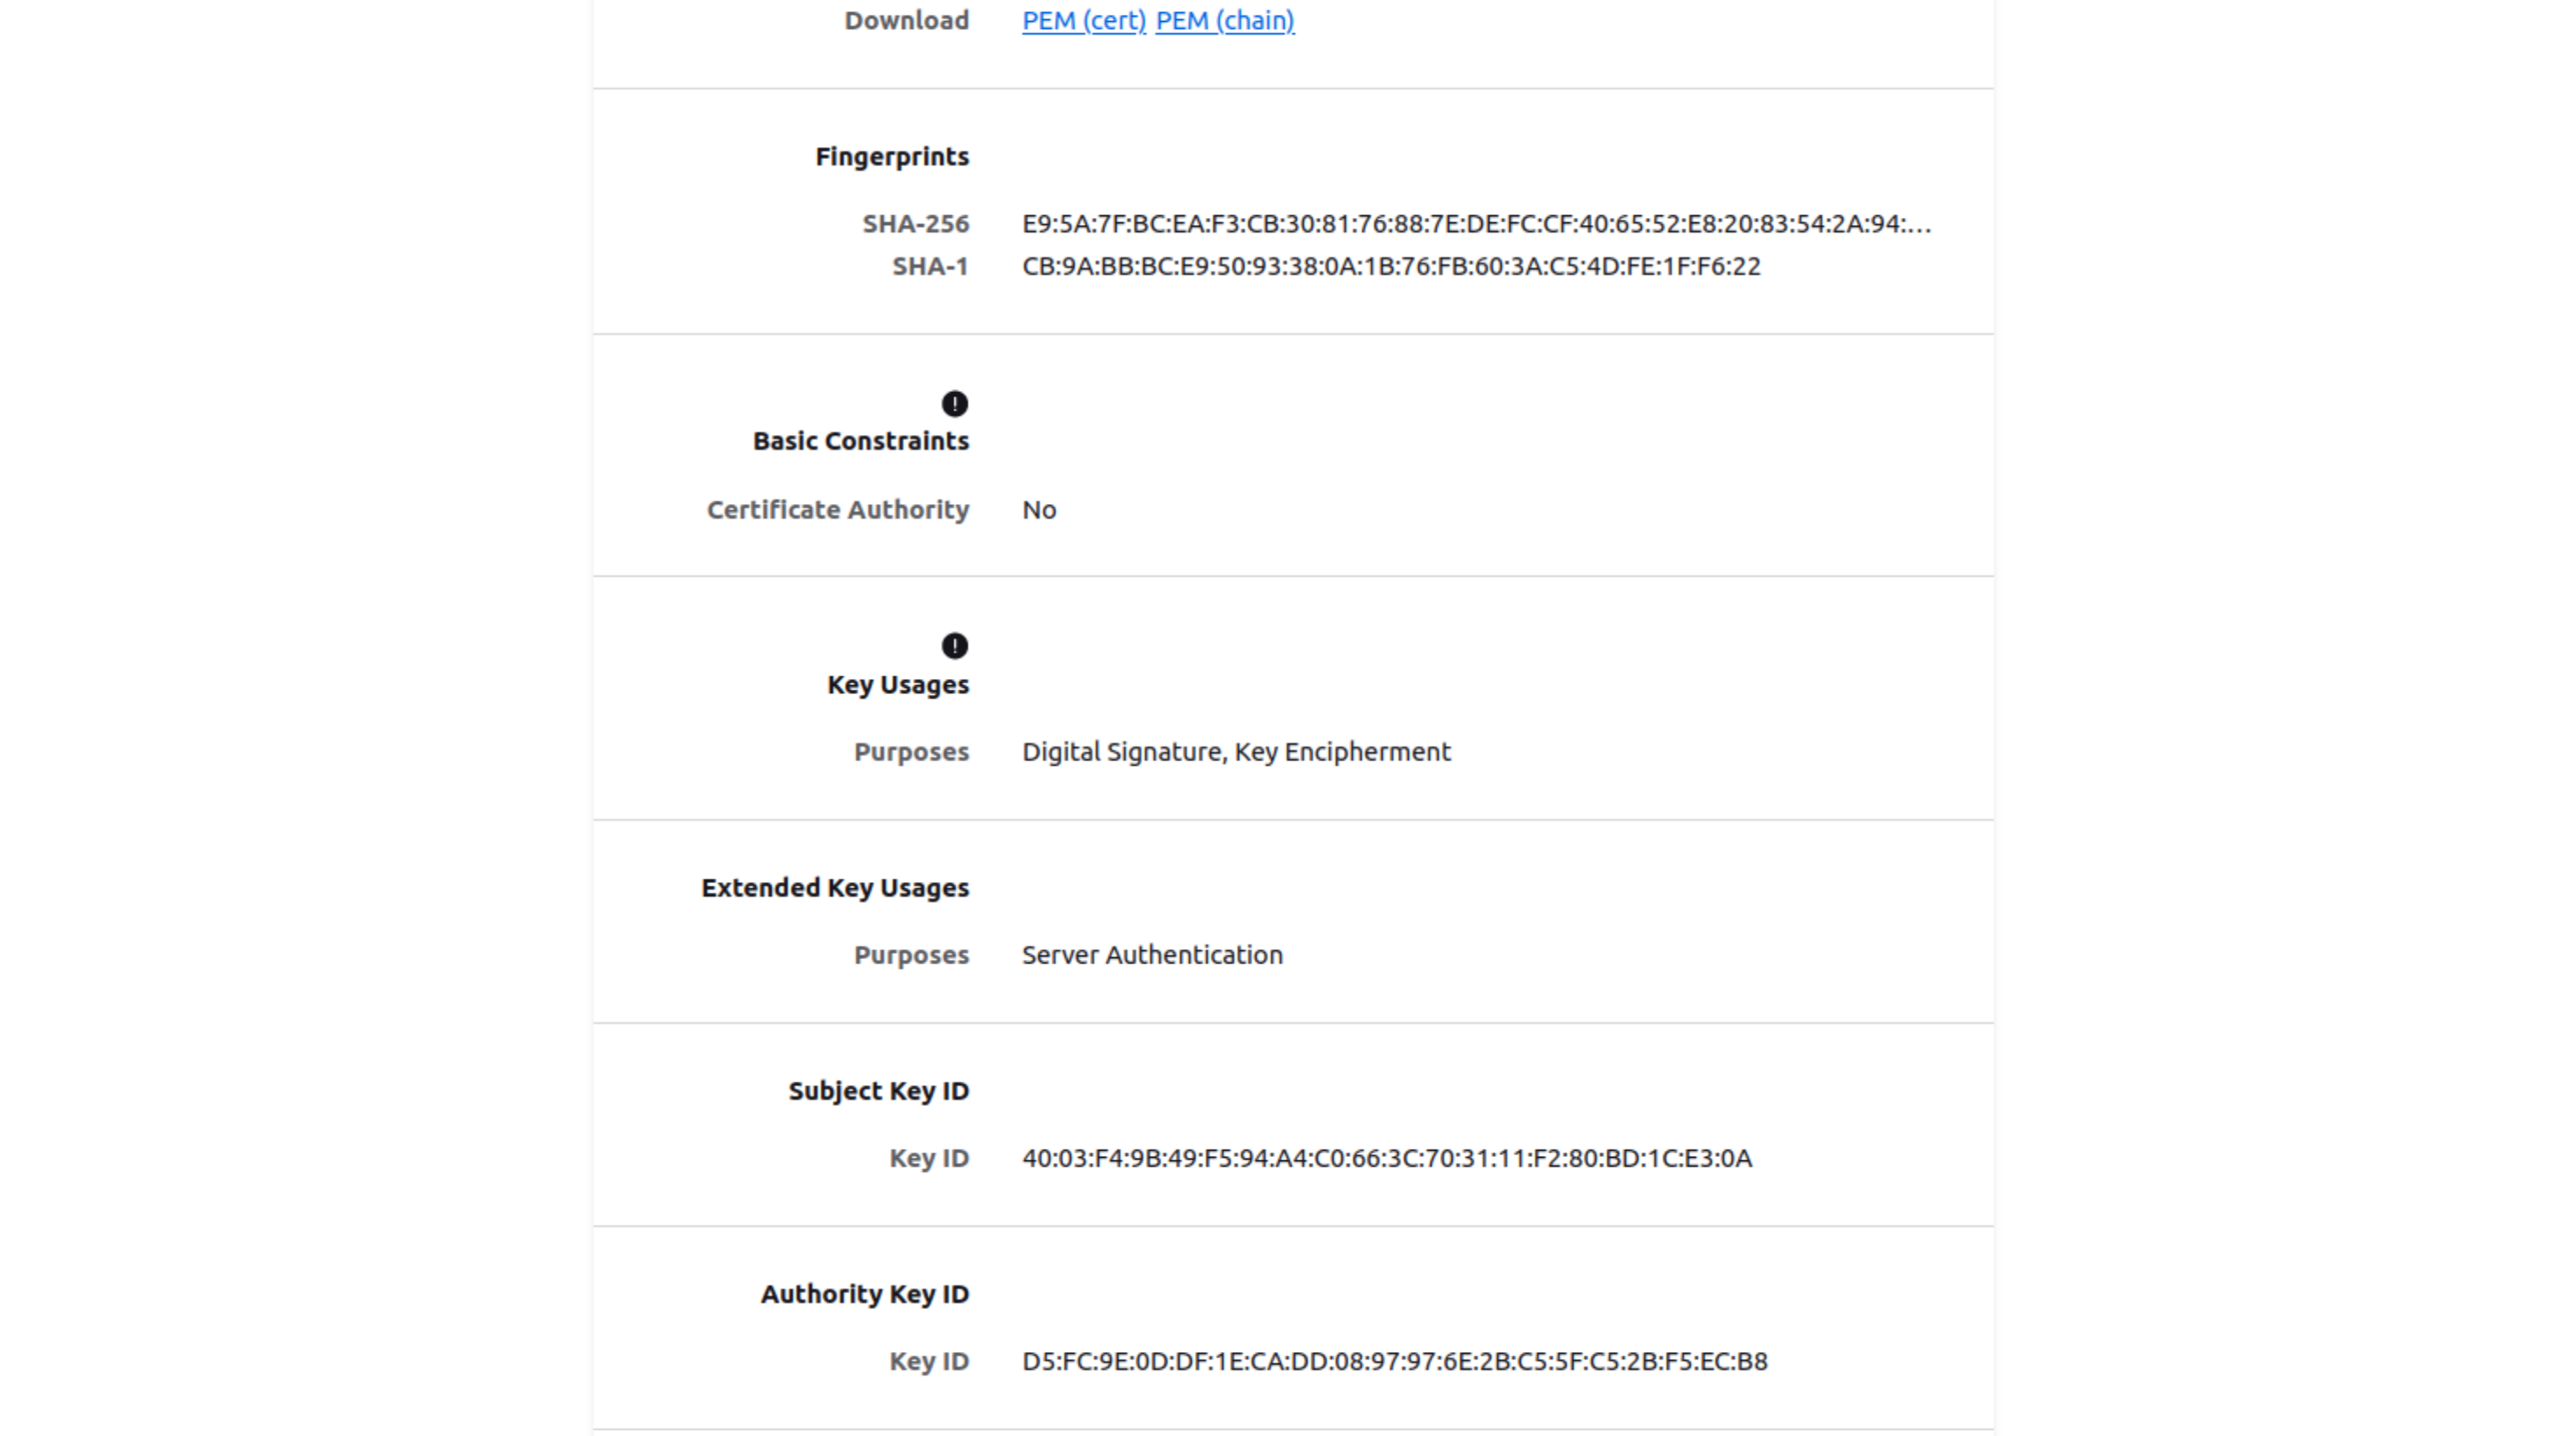 Download PEM (cert) PEM (chain)
Fingerprints
SHA-256 E9:5A:7F:BC:EA:F3:CB:30:81:76:88:7E:DE:FC:CF:40:65:52:E8:20:83:54:2A:94:…
SHA-1 CB:9A:BB:BC:E9:50:93:38:0A:1B:76:FB:60:3A:C5:4D:FE:1F:F6:22
Basic Constraints
Certificate Authority No
Key Usages
Purposes Digital Signature, Key Encipherment
Extended Key Usages
Purposes Server Authentication
Subject Key ID
Key ID 40:03:F4:9B:49:F5:94:A4:C0:66:3C:70:31:11:F2:80:BD:1C:E3:0A
Authority Key ID
Key ID D5:FC:9E:0D:DF:1E:CA:DD:08:97:97:6E:2B:C5:5F:C5:2B:F5:EC:B8